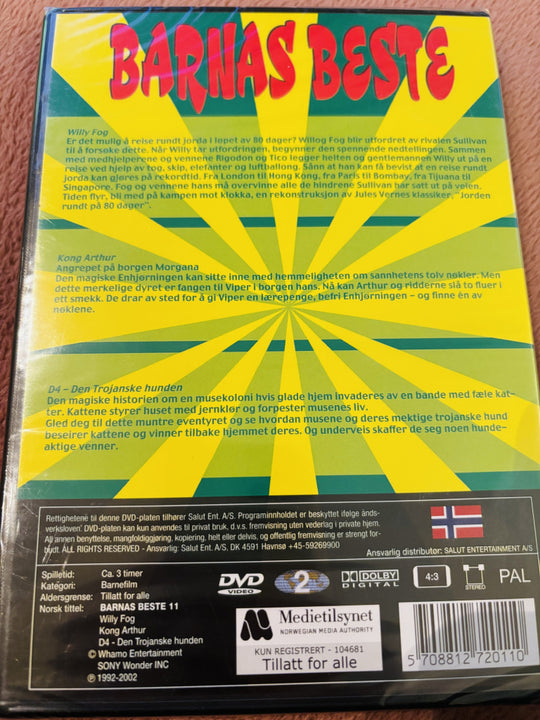 BARNAS BESTE
Willy Fog
Er det mulig å reise rundt jorda i løpet av 80 dager? Willog Fog blir utfordret av rivalen Sullivan
til å forsøke dette. Når Willy tar utfordringen, begynner den spennende nedtellingen. Sammen
med medhjelperene og vennene Rigodon og Tico legger helten og gentlemannen Willy ut på en
reise ved hjelp av tog, skip, elefanter og luftballong. Sånn at han kan få bevist at en reise rundt
jorda kan gjøres på rekordtid. Fra London til Hong Kong, fra Paris til Bombay, fra Tijuana til
Singapore. Fog og vennene hans må overvinne alle de hindrene Sullivan har satt ut på veien.
Tiden flyr, bli med på kampen mot klokka, en rekonstruksjon av Jules Vernes klassiker, "Jorden
rundt på 80 dager".
Kong Arthur
Angrepet på borgen Morgana
Den magiske Enhjørningen kan sitte inne med hemmeligheten om sannhetens tolv nøkler. Men
dette merkelige dyret er fanget til Viper i borgen hans. Nå kan Arthur og ridderne slå to fluer i
ett smekk. De drar av sted for å gi Viper en lærepenge, befri Enhjørningen – og finne én av
nøklene.
D4 – Den Trojanske hunden
Den magiske historien om en musekoloni hvis glade hjem invaderes av en bande med fæle kat-
ter. Kattene styrer huset med jernklør og forpester musenes liv.
Gled deg til dette muntre eventyret og se hvordan musene og deres mektige trojanske hund
beseirer kattene og vinner tilbake hjemmet deres. Og underveis skaffer de seg noen hunde-
aktige venner.
Rettighetene til denne DVD-platen tilhører Salut Ent. A/S. Programinnholdet er beskyttet ifølge ånds-
verksloven. DVD-platen kan kun anvendes til privat bruk, d.v.s. fremvisning uten vederlag i private hjem.
All annen benyttelse, mangfoldiggjøring, kopiering, helt eller delvis, og offentlig fremvisning er strengt for-
budt. ALL RIGHTS RESERVED - Ansvarlig: Salut Ent. A/S, DK 4591 Høvnsø +45-59269900
Ansvarlig distributør: SALUT ENTERTAINMENT A/S
Spilletid: Ca. 3 timer
Kategori: Barnefilm
Aldersgrense: Tillatt for alle
Norsk tittel: BARNAS BESTE 11
Willy Fog
Kong Arthur
D4 - Den Trojanske hunden
© Whamo Entertainment
SONY Wonder INC
℗ 1992-2002
DVD
VIDEO
2
DOLBY
DIGITAL
4:3
STEREO
PAL
Medietilsynet
NORWEGIAN MEDIA AUTHORITY
KUN REGISTRERT - 104681
Tillatt for alle
5 708812 720110